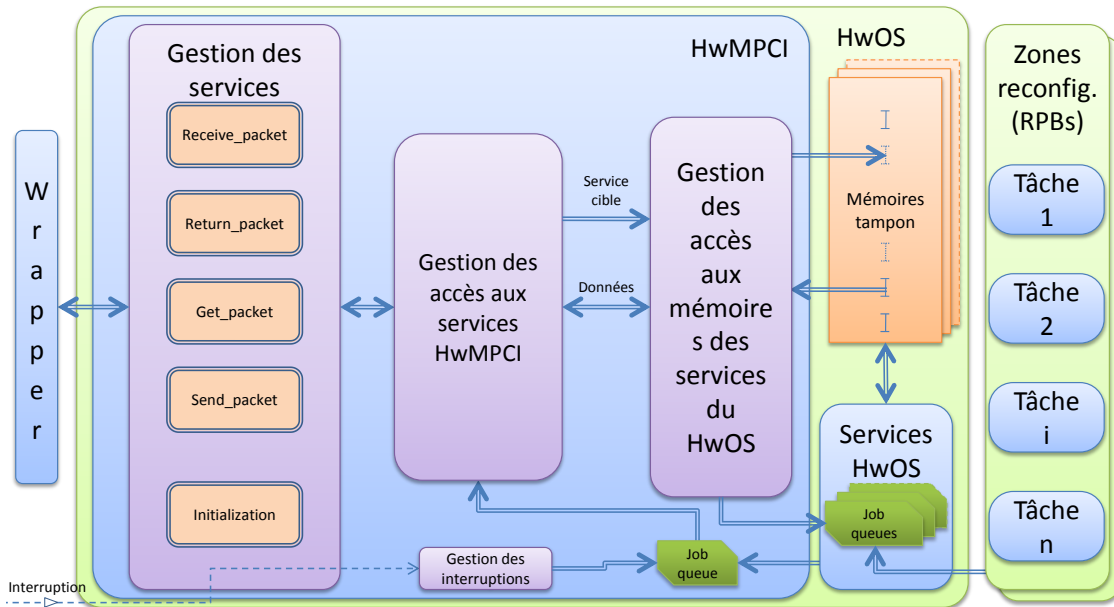 Gestion des
services
Receive_packet
Return_packet
Get_packet
Send_packet
Initialization
W
r
a
p
p
e
r
Interruption
HwMPCI
Gestion des
accès aux
services
HwMPCI
Service
cible
Données
Gestion
des
accès
aux
mémoire
s des
services
du
HwOS
Gestion des
interruptions
Job
queue
HwOS
Mémoires
tampon
Services
HwOS
Job
queues
Zones
reconfig.
(RPBs)
Tâche
1
Tâche
2
Tâche
i
Tâche
n